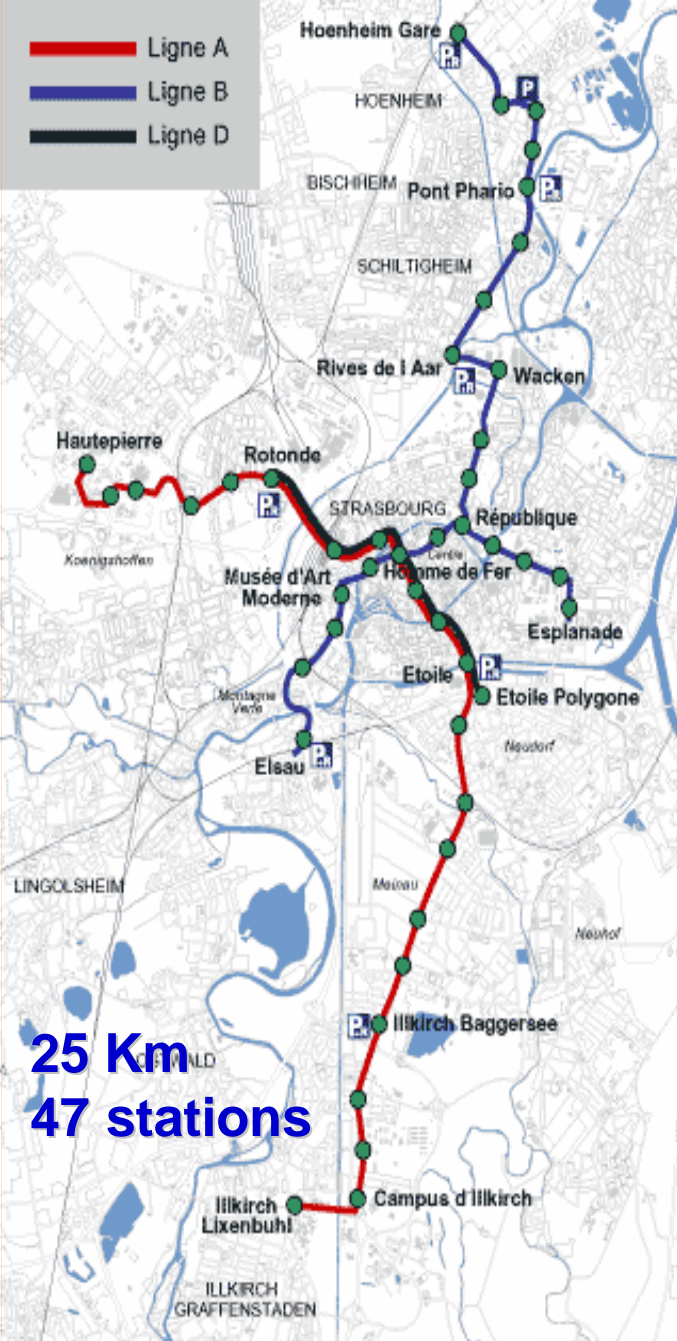 Ligne A
Ligne B
Ligne D
Hoenheim Gare
P R
P
HOENHEIM
BISCHHEIM
Pont Phario
P R
SCHILTIGHEIM
Rives de l Aar
P R
Wacken
Hautepierre
Rotonde
P R
STRASBOURG
République
Koenigshoffen
Centre
Homme de Fer
Musée d'Art
Moderne
Esplanade
Etoile
P R
Montagne
Verte
Etoile Polygone
Elsau
P R
Neudorf
LINGOLSHEIM
Meinau
Neuhof
P R
Illkirch Baggersee
25 Km
OSTWALD
47 stations
Campus d Illkirch
Illkirch
Lixenbuhl
ILLKIRCH
GRAFFENSTADEN